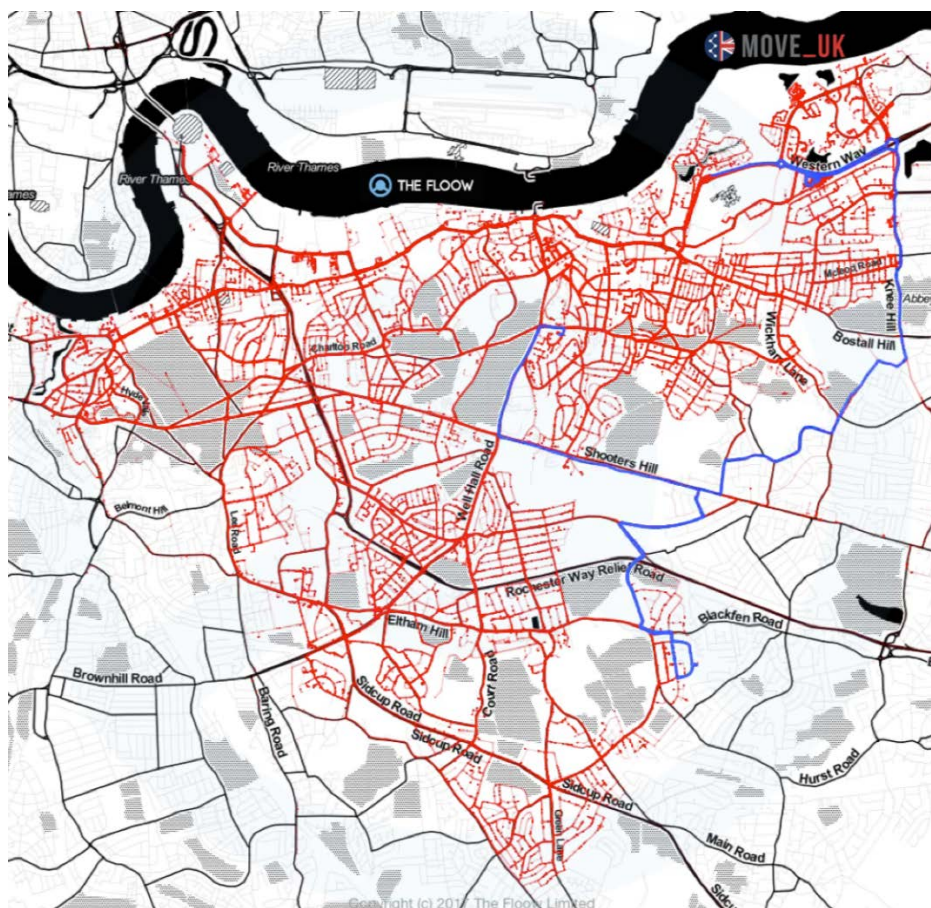 MOVE_UK
River Thames
River Thames
Western Way
THE FLOOW
ames
Mcleod Road
Knee Hill
Abbey
Charlton Road
Wickham Lane
Bostall Hill
Hyde Vale
Shooters Hill
Well Hall Road
Belmont Hill
Lee Road
Rochester Way Relief Road
Eltham Hill
Blackfen Road
Brownhill Road
Court Road
Barring Road
Sidcup Road
Sidcup Road
Sidcup Road
Hurst Road
Green Lane
Main Road
Sidcup
Copyright (c) 2017 The Floow Limited